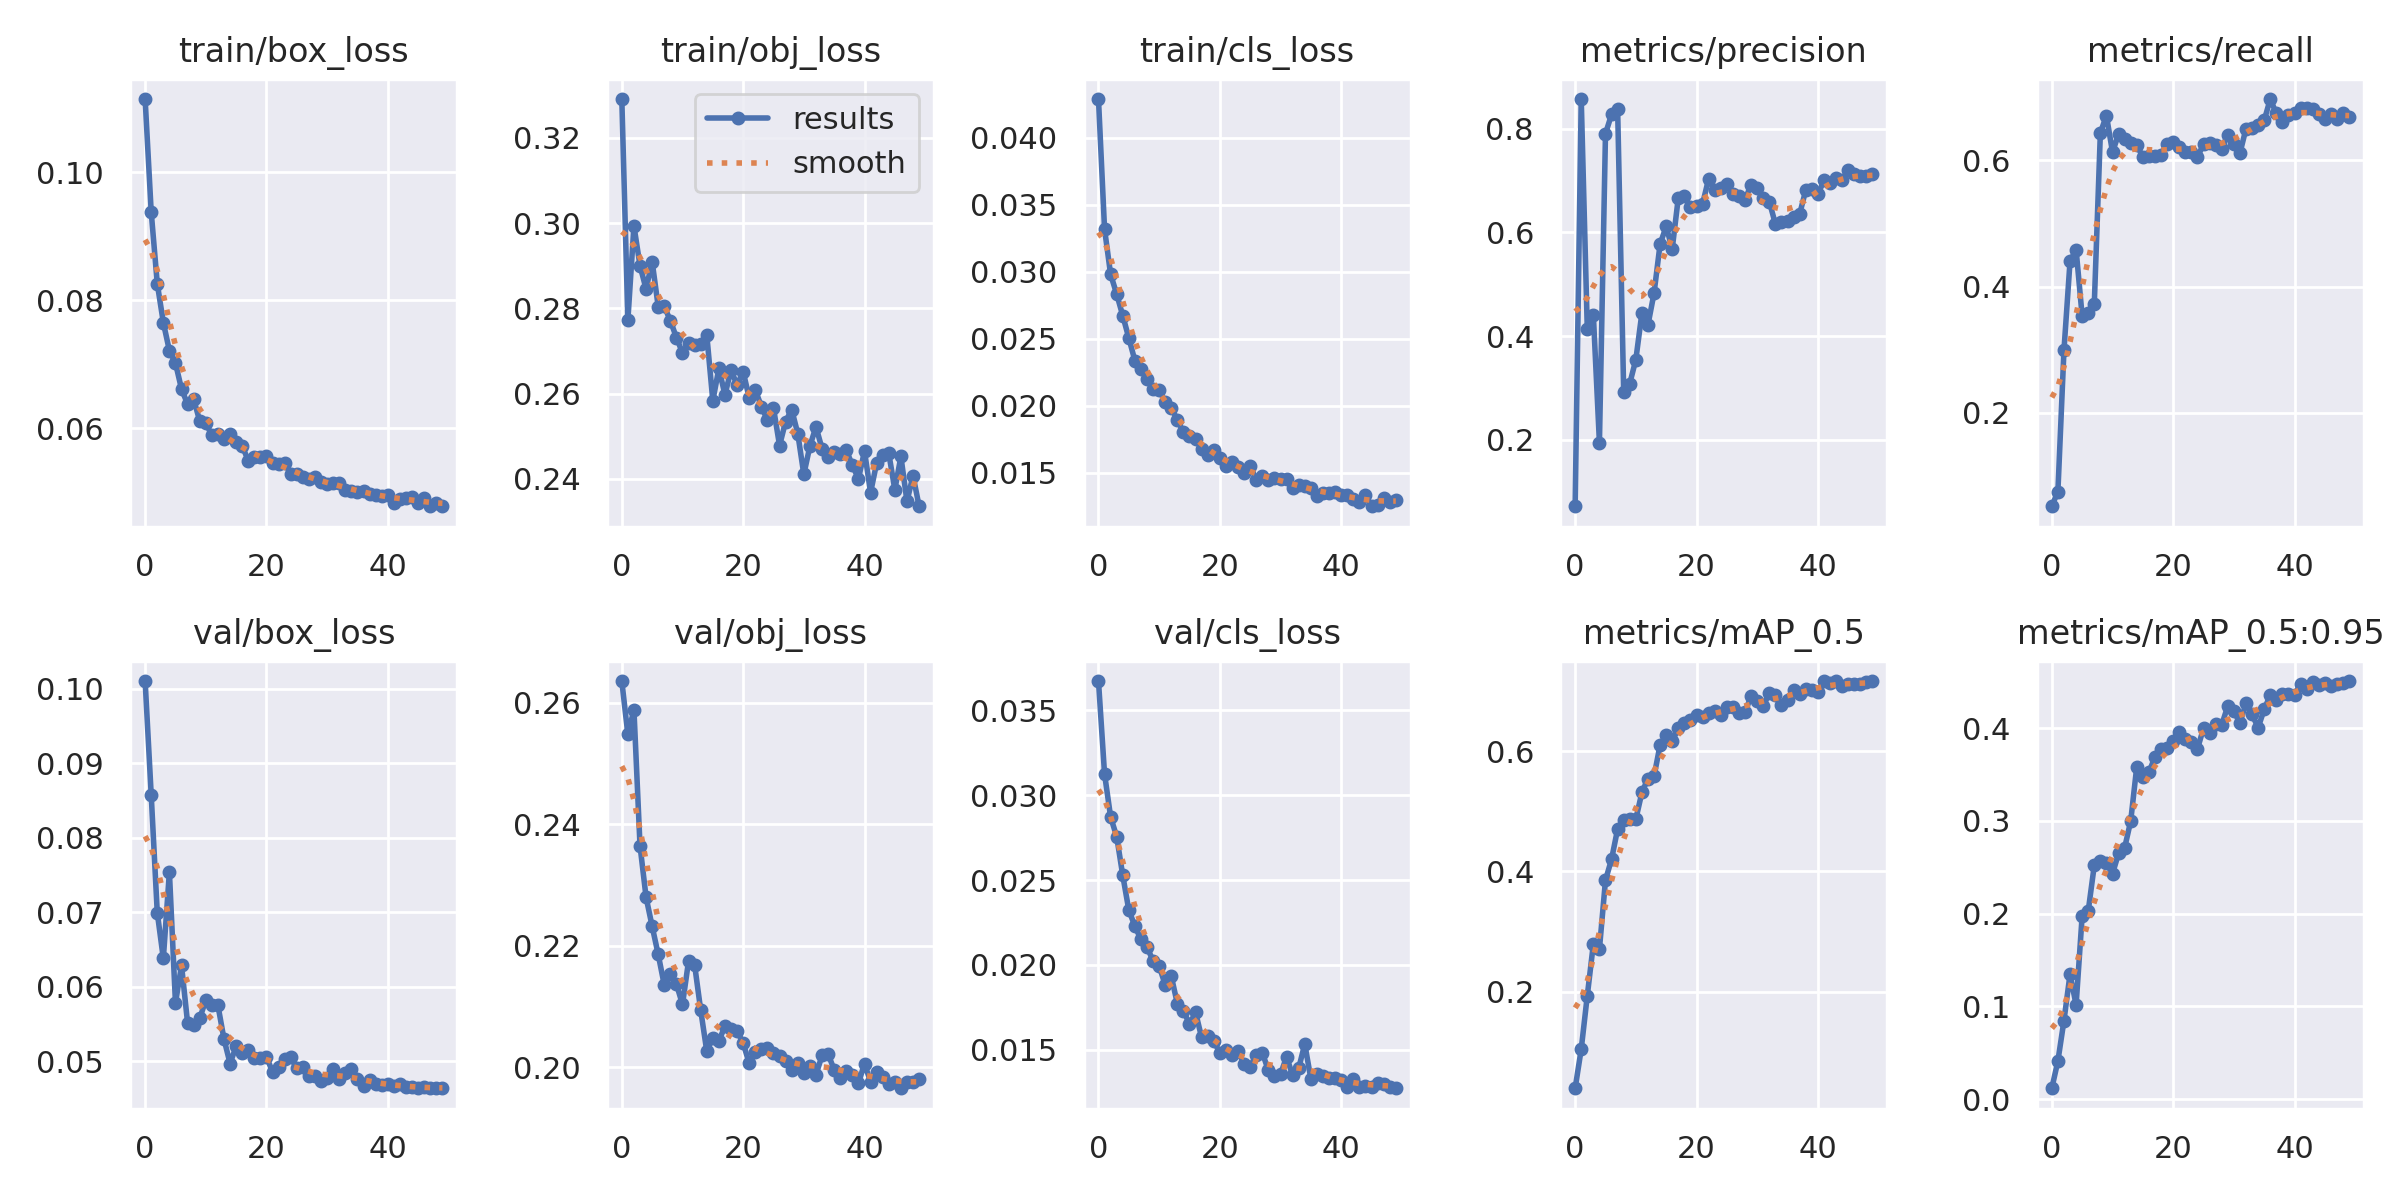 train/box_loss
0.10
0.08
0.06
0 20 40
train/obj_loss
results
smooth
0.32
0.30
0.28
0.26
0.24
0 20 40
train/cls_loss
0.040
0.035
0.030
0.025
0.020
0.015
0 20 40
metrics/precision
0.8
0.6
0.4
0.2
0 20 40
metrics/recall
0.6
0.4
0.2
0 20 40
val/box_loss
0.10
0.09
0.08
0.07
0.06
0.05
0 20 40
val/obj_loss
0.26
0.24
0.22
0.20
0 20 40
val/cls_loss
0.035
0.030
0.025
0.020
0.015
0 20 40
metrics/mAP_0.5
0.6
0.4
0.2
0 20 40
metrics/mAP_0.5:0.95
0.4
0.3
0.2
0.1
0.0
0 20 40